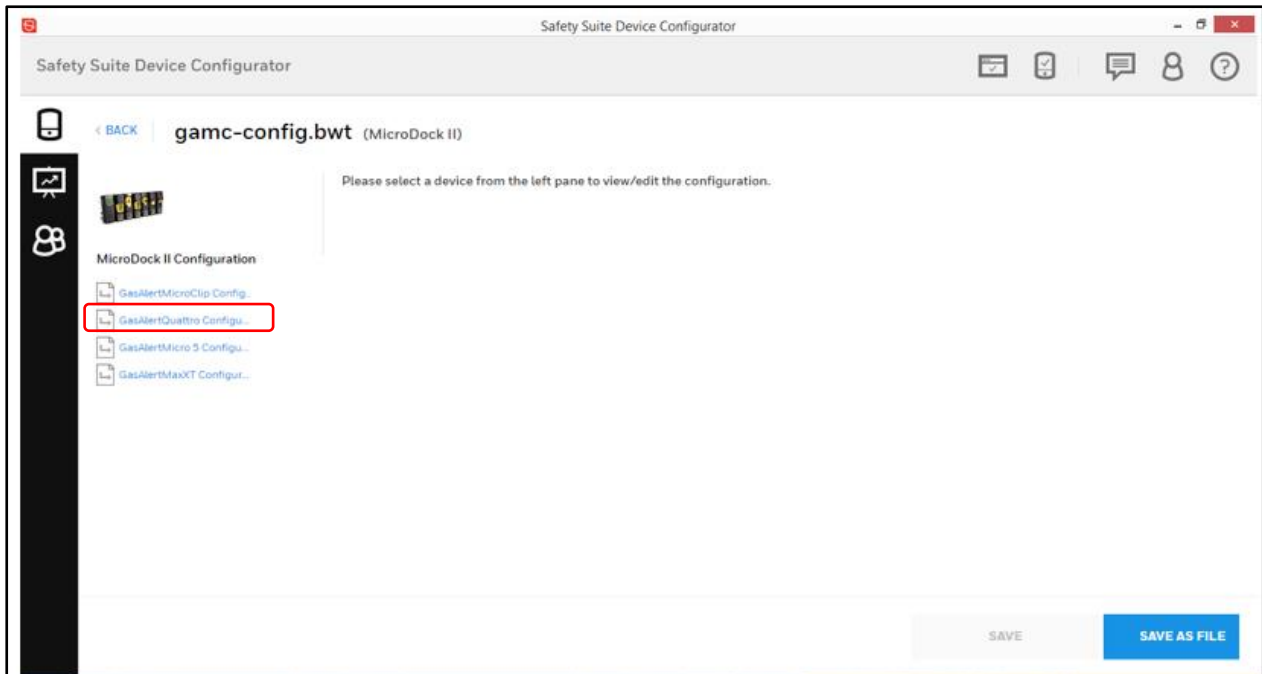 Safety Suite Device Configurator
Safety Suite Device Configurator
< BACK
gamc-config.bwt (MicroDock II)
Please select a device from the left pane to view/edit the configuration.
MicroDock II Configuration
GasAlertMicroClip Config..
GasAlertQuattro Configu...
GasAlertMicro 5 Configu...
GasAlertMaxXT Configur...
SAVE
SAVE AS FILE